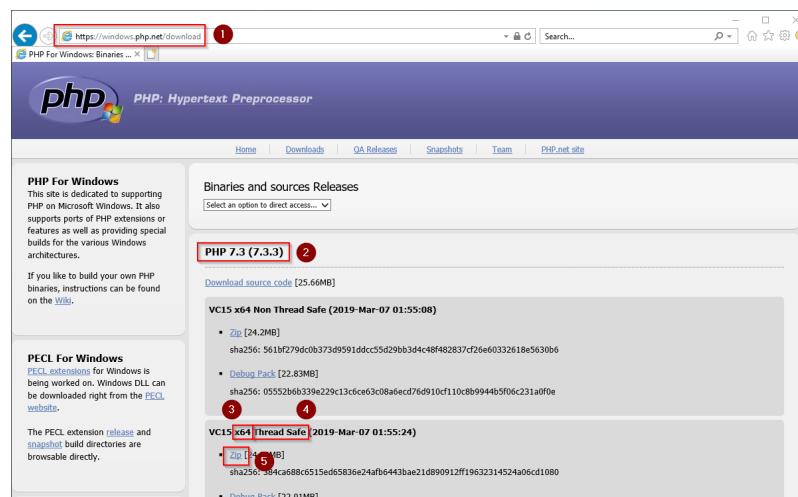 https://windows.php.net/download
1
Search...
PHP For Windows: Binaries ...
php
PHP: Hypertext Preprocessor
Home
Downloads
QA Releases
Snapshots
Team
PHP.net site
PHP For Windows
This site is dedicated to supporting
PHP on Microsoft Windows. It also
supports ports of PHP extensions or
features as well as providing special
builds for the various Windows
architectures.
If you like to build your own PHP
binaries, instructions can be found
on the Wiki.
PECL For Windows
PECL extensions for Windows is
being worked on. Windows DLL can
be downloaded right from the PECL
website.
The PECL extension release and
snapshot build directories are
browsable directly.
Binaries and sources Releases
Select an option to direct access...
PHP 7.3 (7.3.3)
2
Download source code [25.66MB]
VC15 x64 Non Thread Safe (2019-Mar-07 01:55:08)
Zip [24.2MB]
sha256: 561bf279dc0b373d9591ddcc55d29bb3d4c48f482837cf26e60332618e5630b6
Debug Pack [22.83MB]
sha256: 05552b6b339e229c13c6ce63c08a6ecd76d910cf110c8b9944b5f06c231a0f0e
3
4
VC15 x64 Thread Safe (2019-Mar-07 01:55:24)
Zip
5
sha256: 384ca688c6515ed65836e24afb6443bae21d890912ff19632314524a06cd1080
Debug Pack [22.91MB]